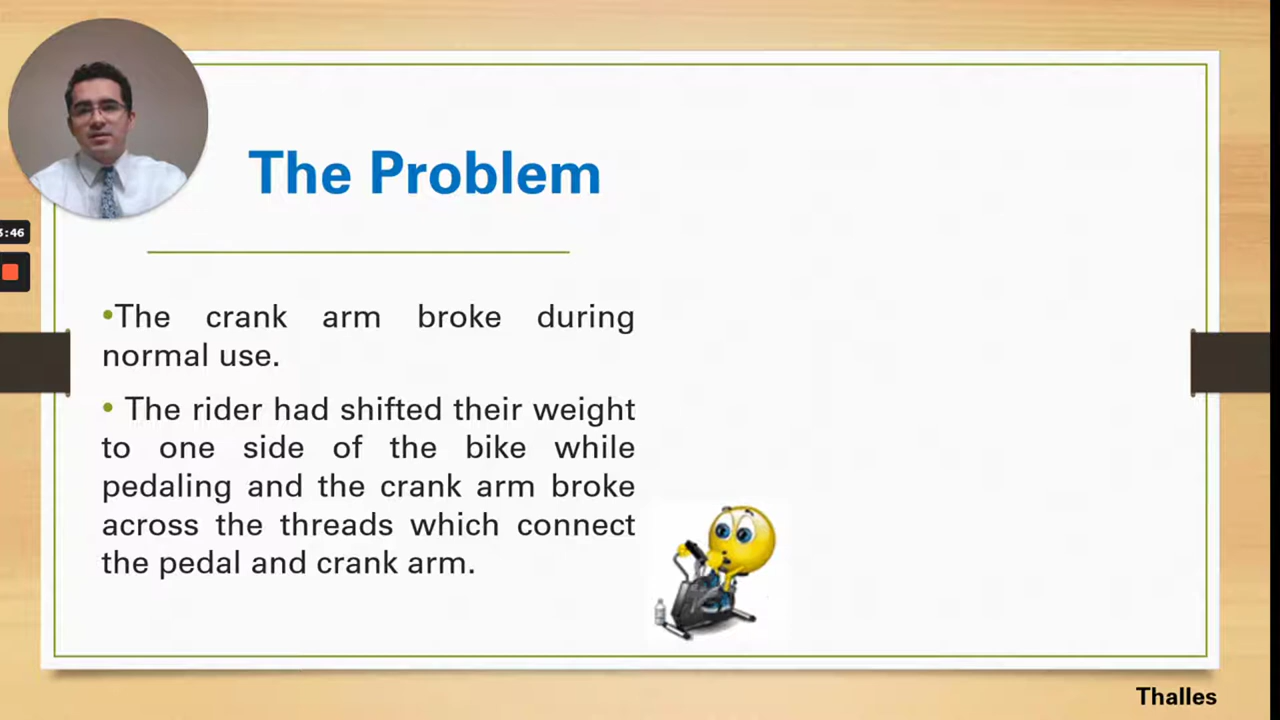 The Problem
:46
•The crank arm broke during
normal use.
• The rider had shifted their weight
to one side of the bike while
pedaling and the crank arm broke
across the threads which connect
the pedal and crank arm.
Thalles